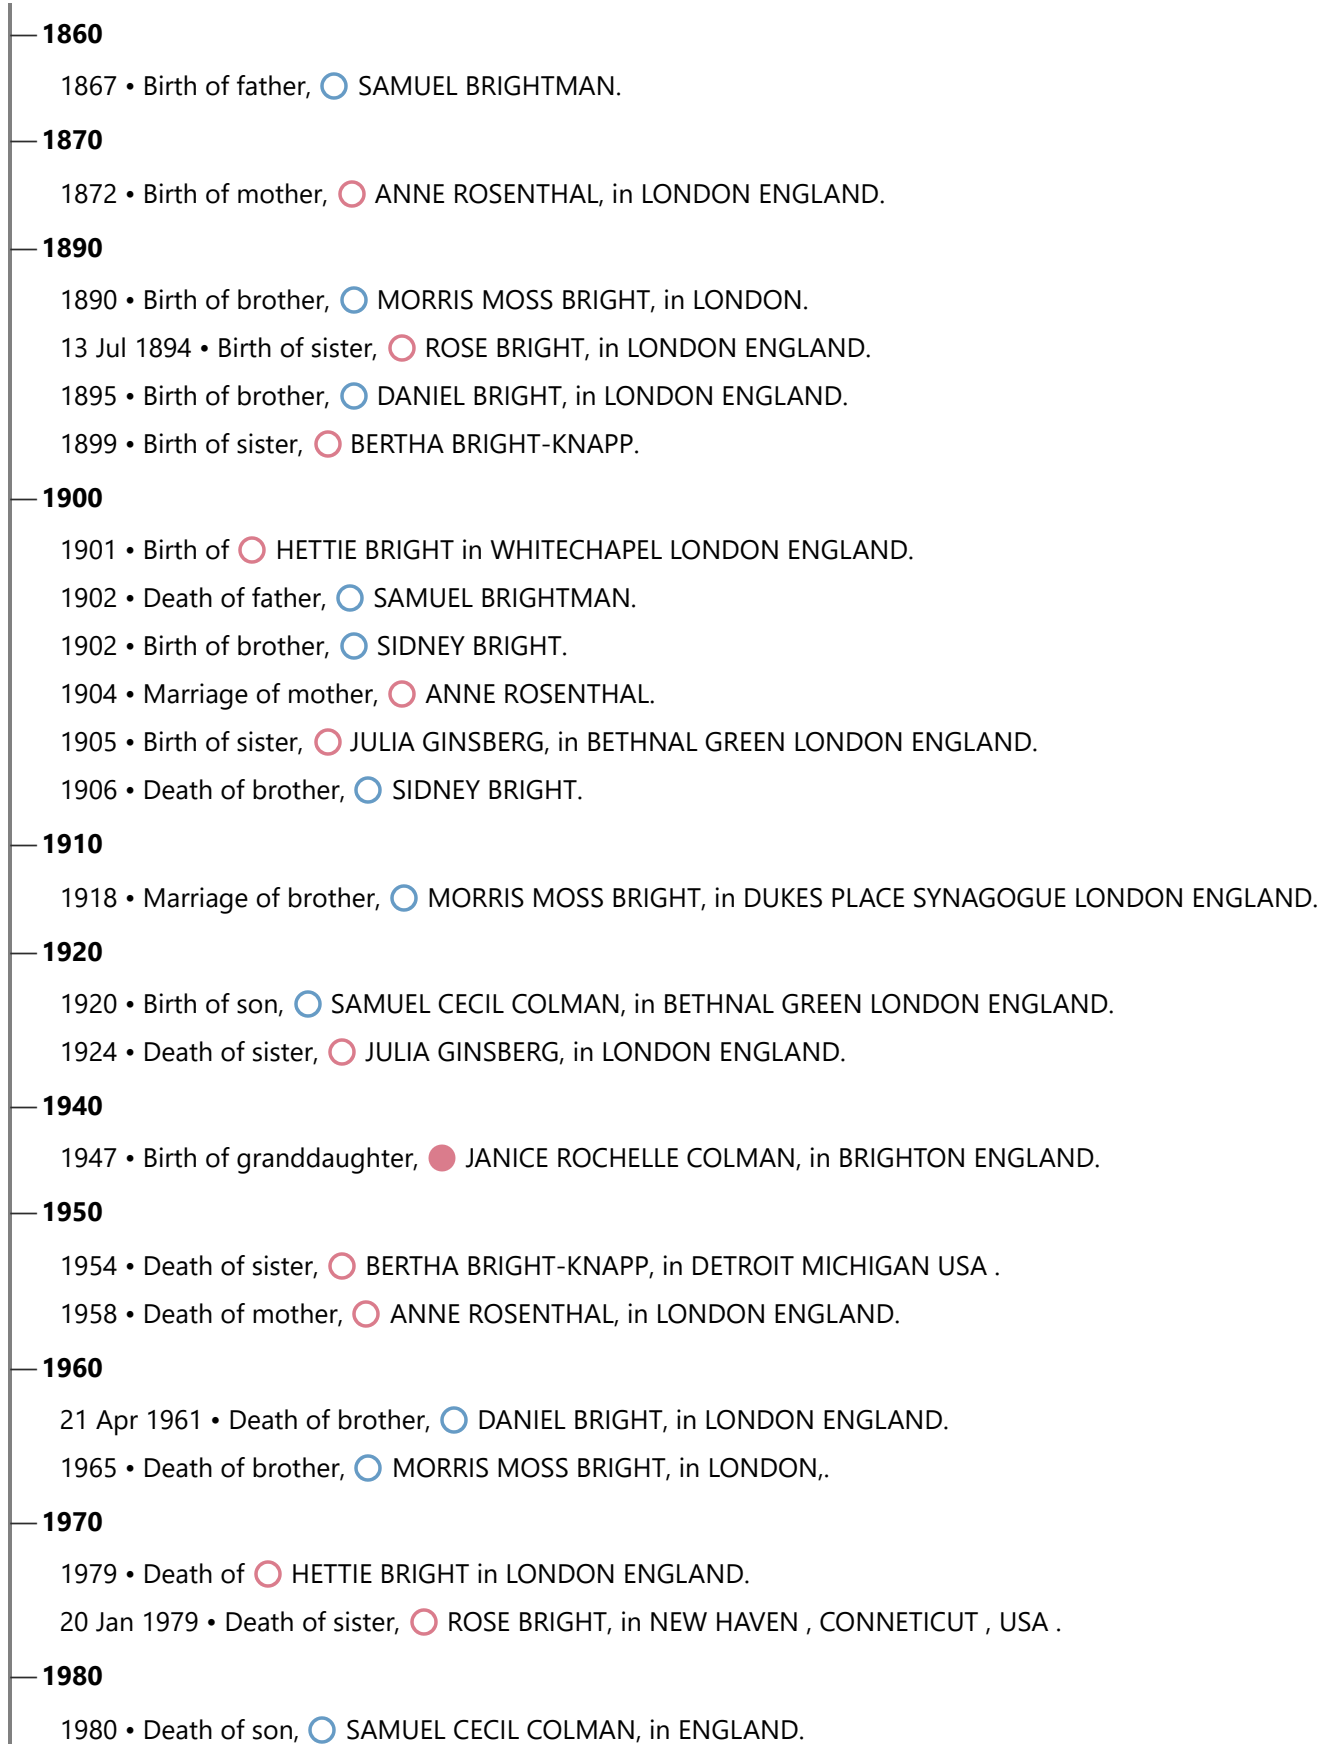 1860
1867 • Birth of father, SAMUEL BRIGHTMAN.
1870
1872 • Birth of mother, ANNE ROSENTHAL, in LONDON ENGLAND.
1890
1890 • Birth of brother, MORRIS MOSS BRIGHT, in LONDON.
13 Jul 1894 • Birth of sister, ROSE BRIGHT, in LONDON ENGLAND.
1895 • Birth of brother, DANIEL BRIGHT, in LONDON ENGLAND.
1899 • Birth of sister, BERTHA BRIGHT-KNAPP.
1900
1901 • Birth of HETTIE BRIGHT in WHITECHAPEL LONDON ENGLAND.
1902 • Death of father, SAMUEL BRIGHTMAN.
1902 • Birth of brother, SIDNEY BRIGHT.
1904 • Marriage of mother, ANNE ROSENTHAL.
1905 • Birth of sister, JULIA GINSBERG, in BETHNAL GREEN LONDON ENGLAND.
1906 • Death of brother, SIDNEY BRIGHT.
1910
1918 • Marriage of brother, MORRIS MOSS BRIGHT, in DUKES PLACE SYNAGOGUE LONDON ENGLAND.
1920
1920 • Birth of son, SAMUEL CECIL COLMAN, in BETHNAL GREEN LONDON ENGLAND.
1924 • Death of sister, JULIA GINSBERG, in LONDON ENGLAND.
1940
1947 • Birth of granddaughter, JANICE ROCHELLE COLMAN, in BRIGHTON ENGLAND.
1950
1954 • Death of sister, BERTHA BRIGHT-KNAPP, in DETROIT MICHIGAN USA .
1958 • Death of mother, ANNE ROSENTHAL, in LONDON ENGLAND.
1960
21 Apr 1961 • Death of brother, DANIEL BRIGHT, in LONDON ENGLAND.
1965 • Death of brother, MORRIS MOSS BRIGHT, in LONDON,.
1970
1979 • Death of HETTIE BRIGHT in LONDON ENGLAND.
20 Jan 1979 • Death of sister, ROSE BRIGHT, in NEW HAVEN , CONNETICUT , USA .
1980
1980 • Death of son, SAMUEL CECIL COLMAN, in ENGLAND.